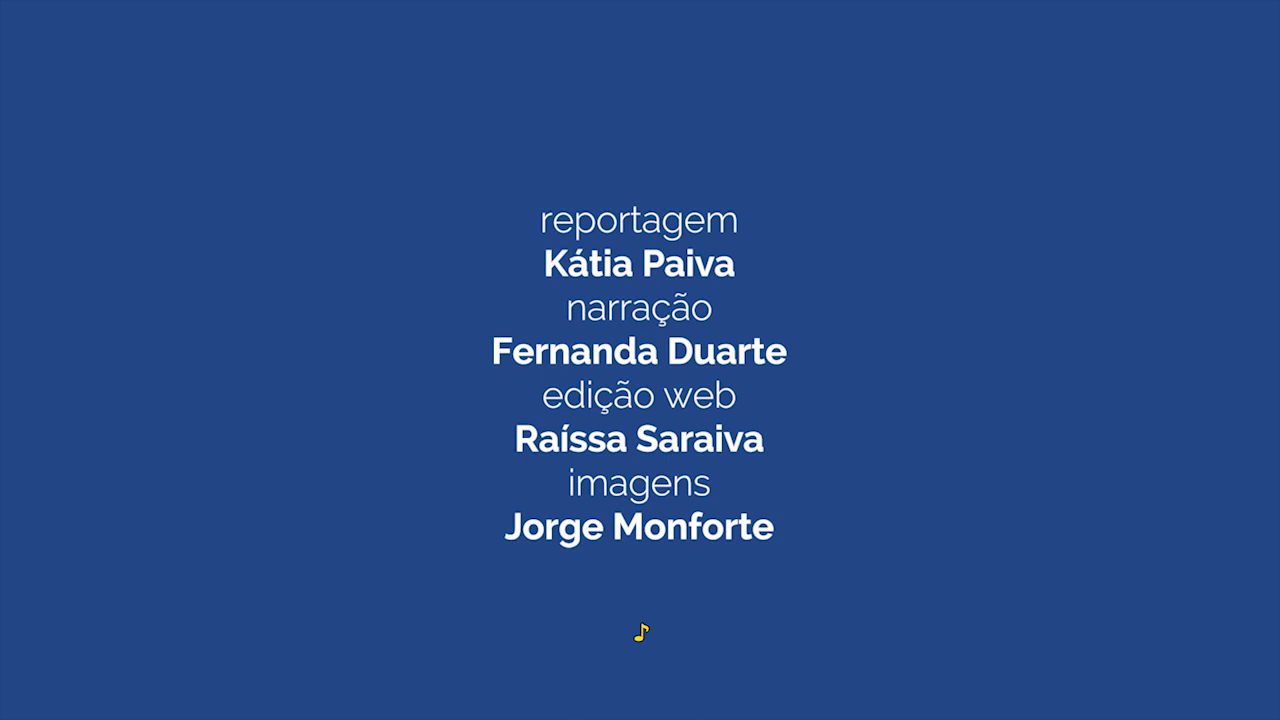 reportagem
Kátia Paiva
narração
Fernanda Duarte
edição web
Raíssa Saraiva
imagens
Jorge Monforte
♪